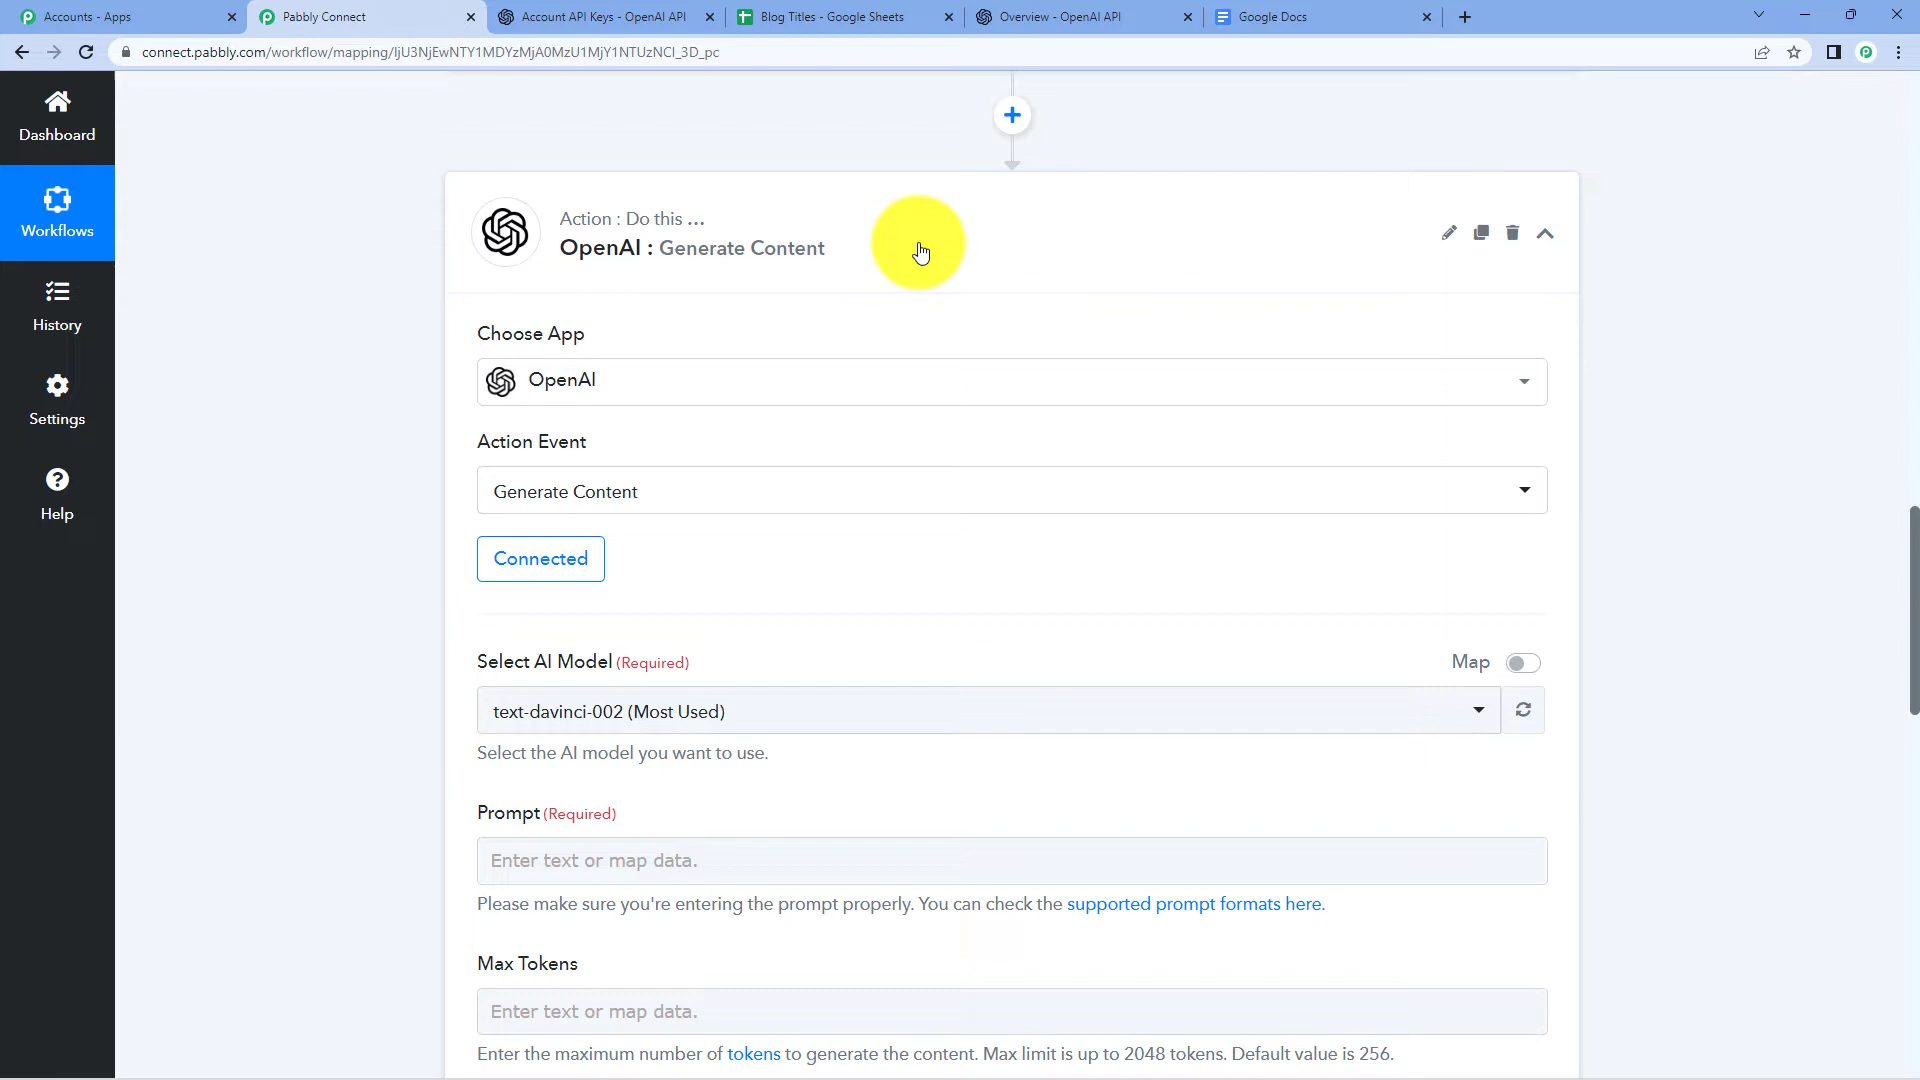 Accounts - Apps
Pabbly Connect
Account API Keys - OpenAI API
Blog Titles - Google Sheets
Overview - OpenAI API
Google Docs
connect.pabbly.com/workflow/mapping/IjU3NjEwNTY1MDYzMjA0MzU1MjY1NTUzNCI_3D_pc
Dashboard
Workflows
History
Settings
Help
Action : Do this ...
OpenAI : Generate Content
Choose App
OpenAI
Action Event
Generate Content
Connected
Select AI Model (Required)
Map
text-davinci-002 (Most Used)
Select the AI model you want to use.
Prompt (Required)
Enter text or map data.
Please make sure you're entering the prompt properly. You can check the supported prompt formats here.
Max Tokens
Enter text or map data.
Enter the maximum number of tokens to generate the content. Max limit is up to 2048 tokens. Default value is 256.